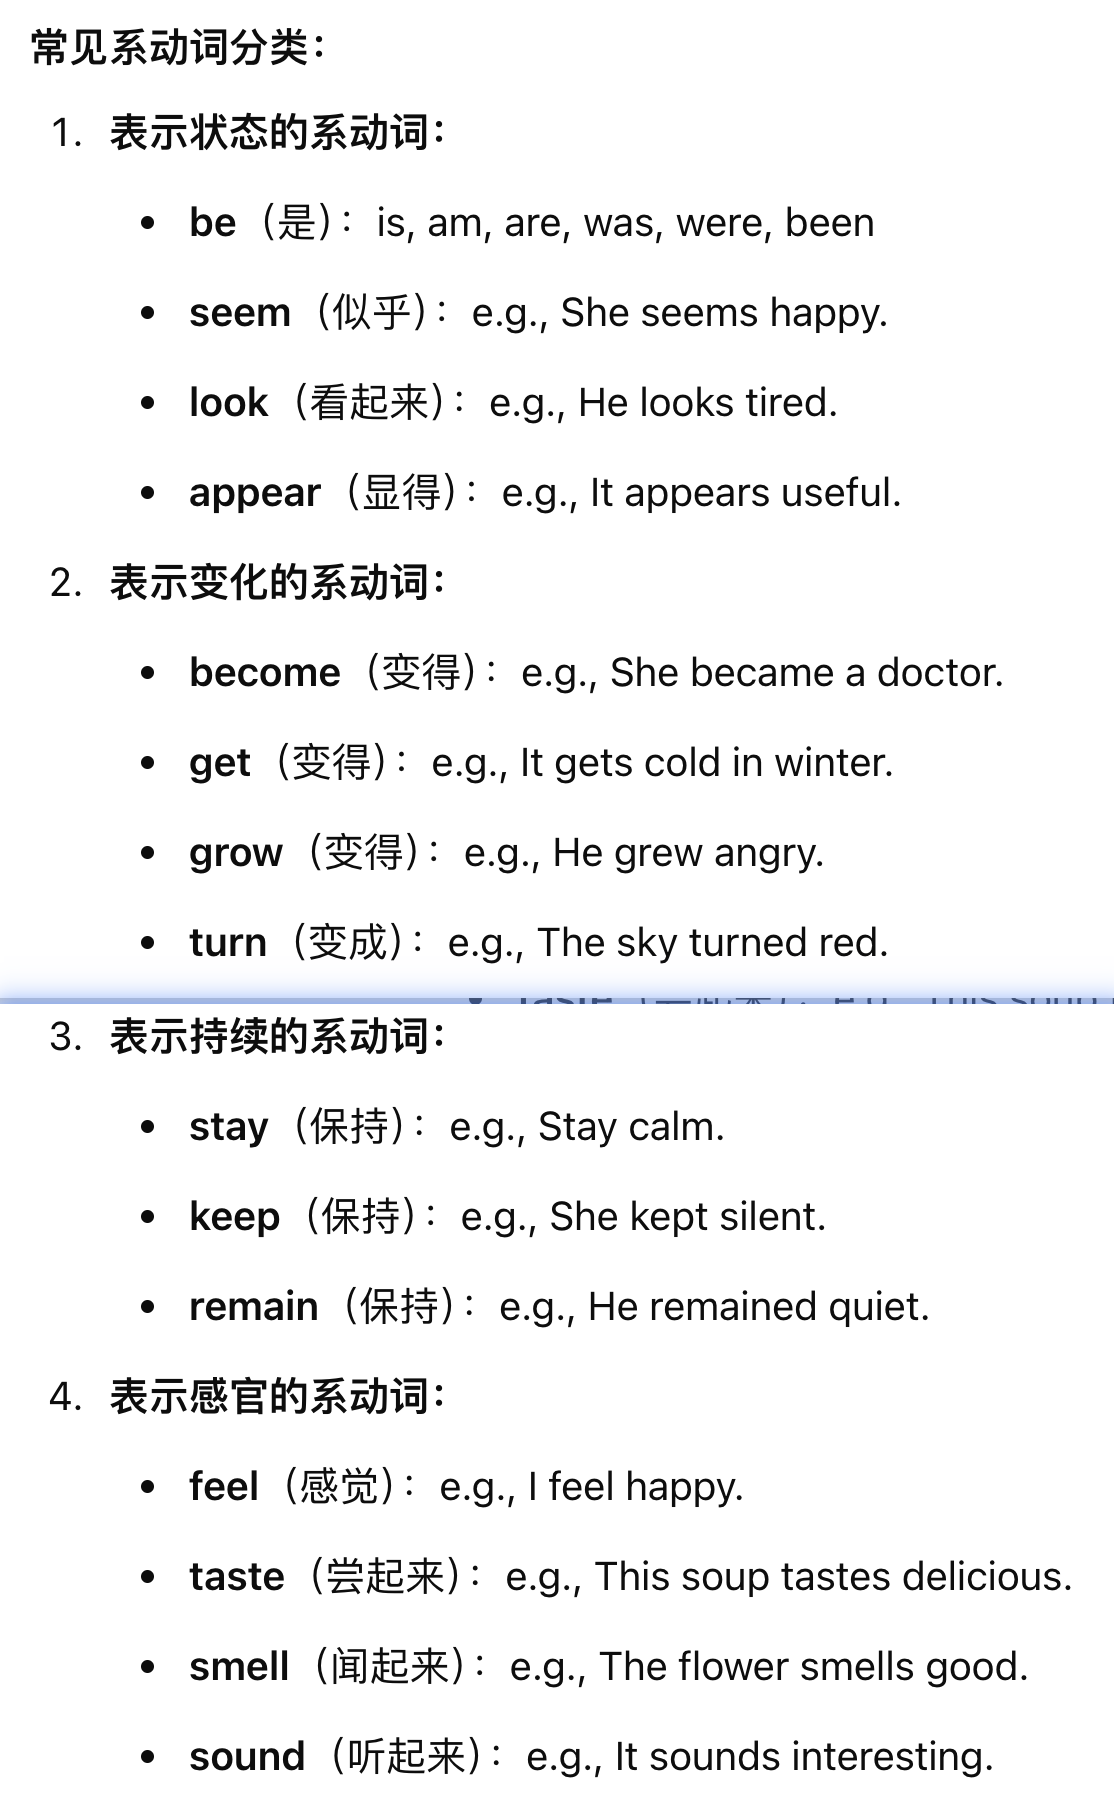 常见系动词分类：
1. 表示状态的系动词：
• be（是）：is, am, are, was, were, been
• seem（似乎）：e.g., She seems happy.
• look（看起来）：e.g., He looks tired.
• appear（显得）：e.g., It appears useful.
2. 表示变化的系动词：
• become（变得）：e.g., She became a doctor.
• get（变得）：e.g., It gets cold in winter.
• grow（变得）：e.g., He grew angry.
• turn（变成）：e.g., The sky turned red.
3. 表示持续的系动词：
• stay（保持）：e.g., Stay calm.
• keep（保持）：e.g., She kept silent.
• remain（保持）：e.g., He remained quiet.
4. 表示感官的系动词：
• feel（感觉）：e.g., I feel happy.
• taste（尝起来）：e.g., This soup tastes delicious.
• smell（闻起来）：e.g., The flower smells good.
• sound（听起来）：e.g., It sounds interesting.